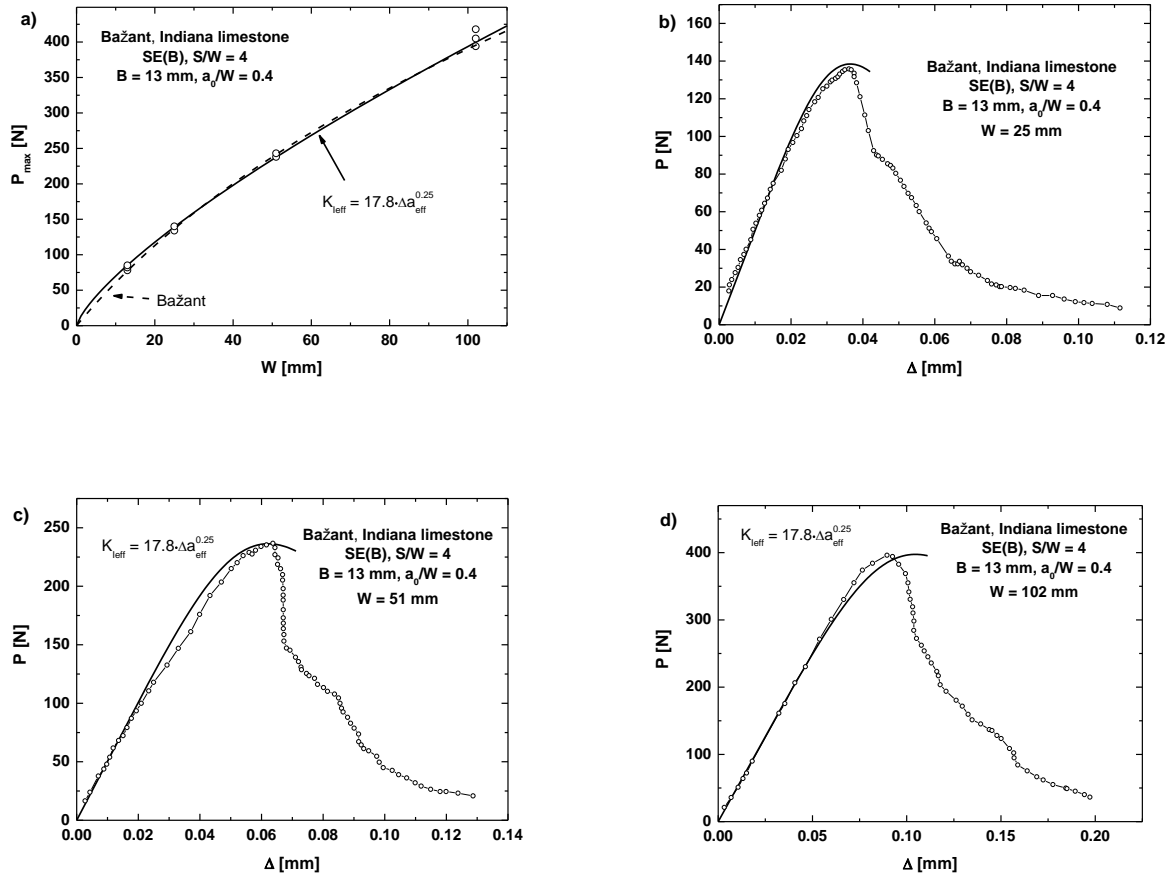 a)
Bažant, Indiana limestone
SE(B), S/W = 4
B = 13 mm, a0/W = 0.4
KIeff = 17.8·Δaeff^0.25
Bažant
Pmax [N]
400
350
300
250
200
150
100
50
0
0 20 40 60 80 100
W [mm]
b)
Bažant, Indiana limestone
SE(B), S/W = 4
B = 13 mm, a0/W = 0.4
W = 25 mm
P [N]
160
140
120
100
80
60
40
20
0
0.00 0.02 0.04 0.06 0.08 0.10 0.12
Δ [mm]
c)
KIeff = 17.8·Δaeff^0.25
Bažant, Indiana limestone
SE(B), S/W = 4
B = 13 mm, a0/W = 0.4
W = 51 mm
P [N]
250
200
150
100
50
0
0.00 0.02 0.04 0.06 0.08 0.10 0.12 0.14
Δ [mm]
d)
KIeff = 17.8·Δaeff^0.25
Bažant, Indiana limestone
SE(B), S/W = 4
B = 13 mm, a0/W = 0.4
W = 102 mm
P [N]
400
300
200
100
0
0.00 0.05 0.10 0.15 0.20
Δ [mm]